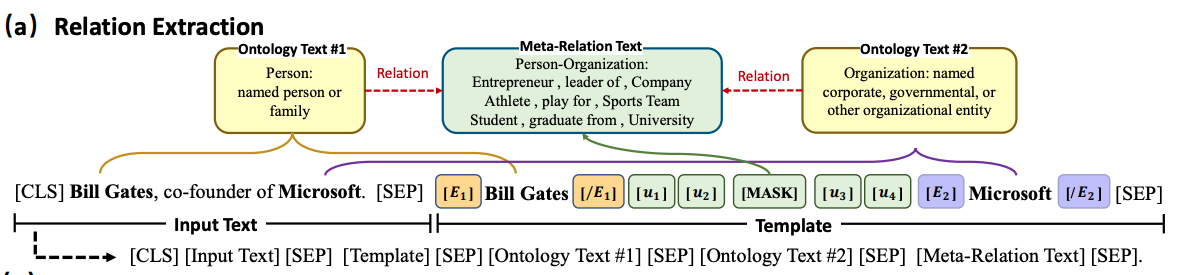 (a) Relation Extraction
Ontology Text #1
Person:
named person or
family
Relation
Meta-Relation Text
Person-Organization:
Entrepreneur , leader of , Company
Athlete , play for , Sports Team
Student , graduate from , University
Relation
Ontology Text #2
Organization: named
corporate, governmental, or
other organizational entity
[CLS] Bill Gates, co-founder of Microsoft. [SEP] [E₁] Bill Gates [/E₁] [u₁] [u₂] [MASK] [u₃] [u₄] [E₂] Microsoft [/E₂] [SEP]
Input Text Template
[CLS] [Input Text] [SEP] [Template] [SEP] [Ontology Text #1] [SEP] [Ontology Text #2] [SEP] [Meta-Relation Text] [SEP].